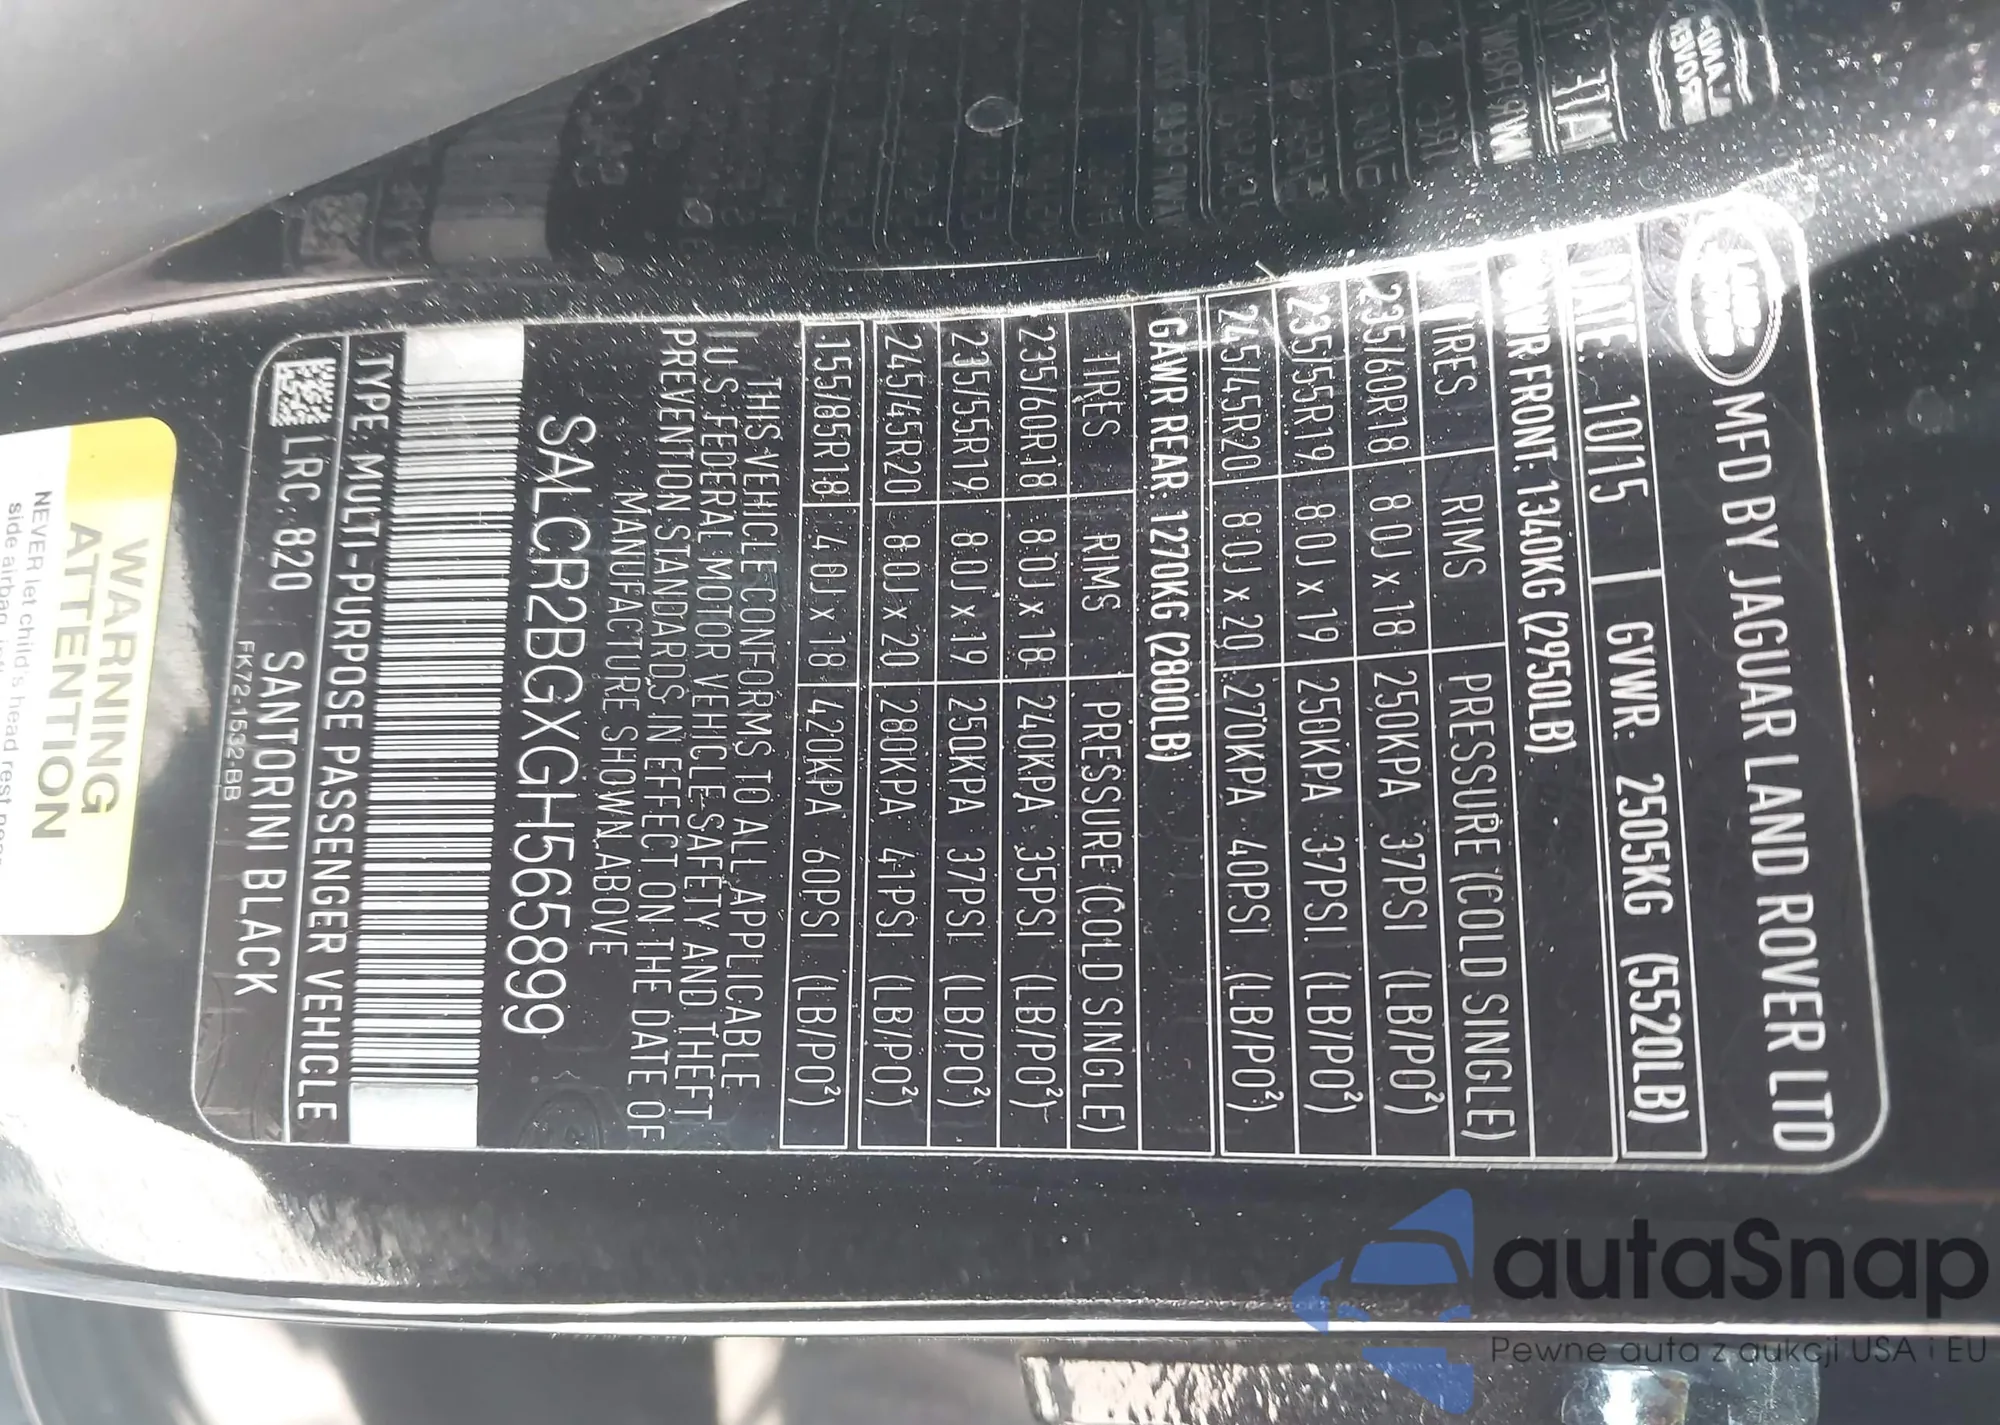 LAND-
ROVER
MFD BY JAGUAR LAND ROVER LTD
DATE: 10/15 GVWR: 2505KG (5520LB)
GAWR FRONT: 1340KG (2950LB)
TIRES RIMS PRESSURE (COLD SINGLE)
235/60R18 8.0J x 18 250KPA 37PSI (LB/PO²)
235/55R19 8.0J x 19 250KPA 37PSI (LB/PO²)
245/45R20 8.0J x 20 270KPA 40PSI (LB/PO²)
GAWR REAR: 1270KG (2800LB)
TIRES RIMS PRESSURE (COLD SINGLE)
235/60R18 8.0J x 18 240KPA 35PSI (LB/PO²)
235/55R19 8.0J x 19 250KPA 37PSI (LB/PO²)
245/45R20 8.0J x 20 280KPA 41PSI (LB/PO²)
155/85R18 4.0J x 18 420KPA 60PSI (LB/PO²)
THIS VEHICLE CONFORMS TO ALL APPLICABLE
U.S. FEDERAL MOTOR VEHICLE SAFETY AND THEFT
PREVENTION STANDARDS IN EFFECT ON THE DATE OF
MANUFACTURE SHOWN ABOVE
SALCR2BGXGH565899
TYPE: MULTI-PURPOSE PASSENGER VEHICLE
LRC: 820 SANTORINI BLACK
FK72-1532-BB
WARNING
ATTENTION
NEVER let child's head rest near
side airbag
autaSnap
Pewne auta z aukcji USA i EU